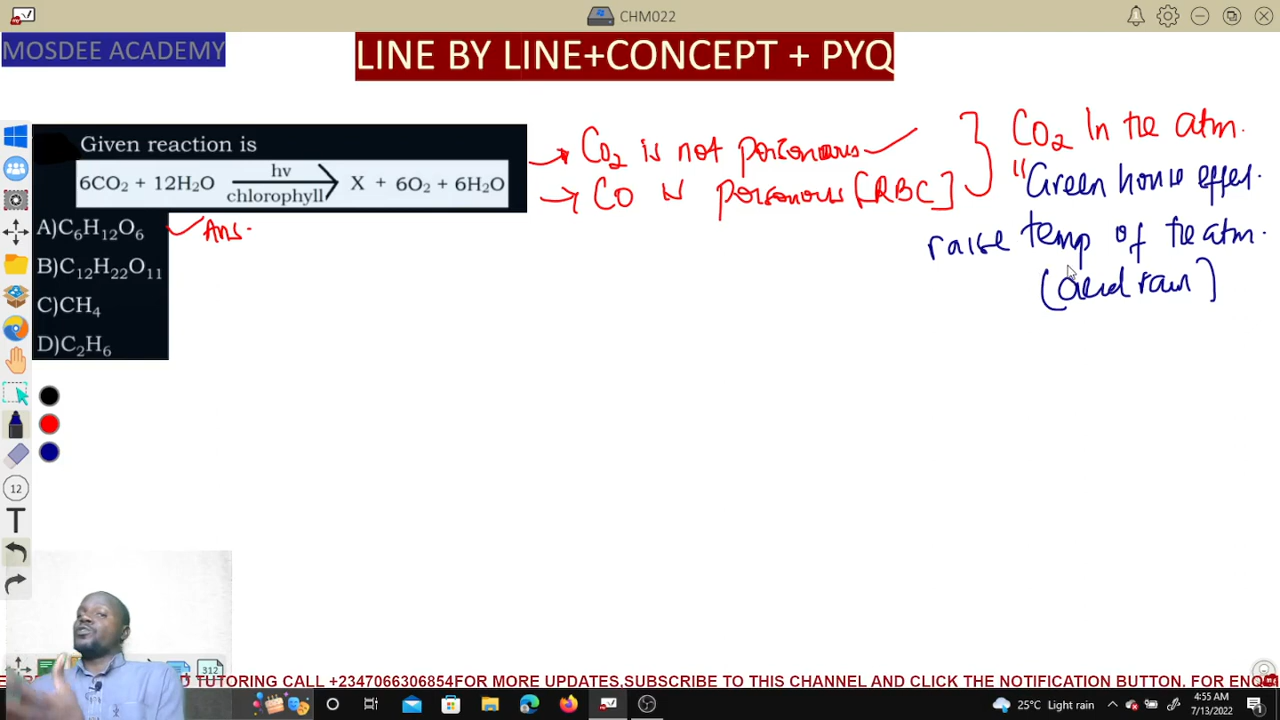 CHM022
MOSDEE ACADEMY
LINE BY LINE+CONCEPT + PYQ
Given reaction is
6CO₂ + 12H₂O hv chlorophyll X + 6O₂ + 6H₂O
A)C₆H₁₂O₆ Ans.
B)C₁₂H₂₂O₁₁
C)CH₄
D)C₂H₆
CO₂ is not poisonous
CO is poisonous [RBC]
CO₂ In the atm.
"Green house effect.
raise temp of the atm.
(acid rain)
12
T
312
D TUTORING CALL +2347066306854FOR MORE UPDATES,SUBSCRIBE TO THIS CHANNEL AND CLICK THE NOTIFICATION BUTTON. FOR ENQ
25°C Light rain
4:55 AM
7/13/2022